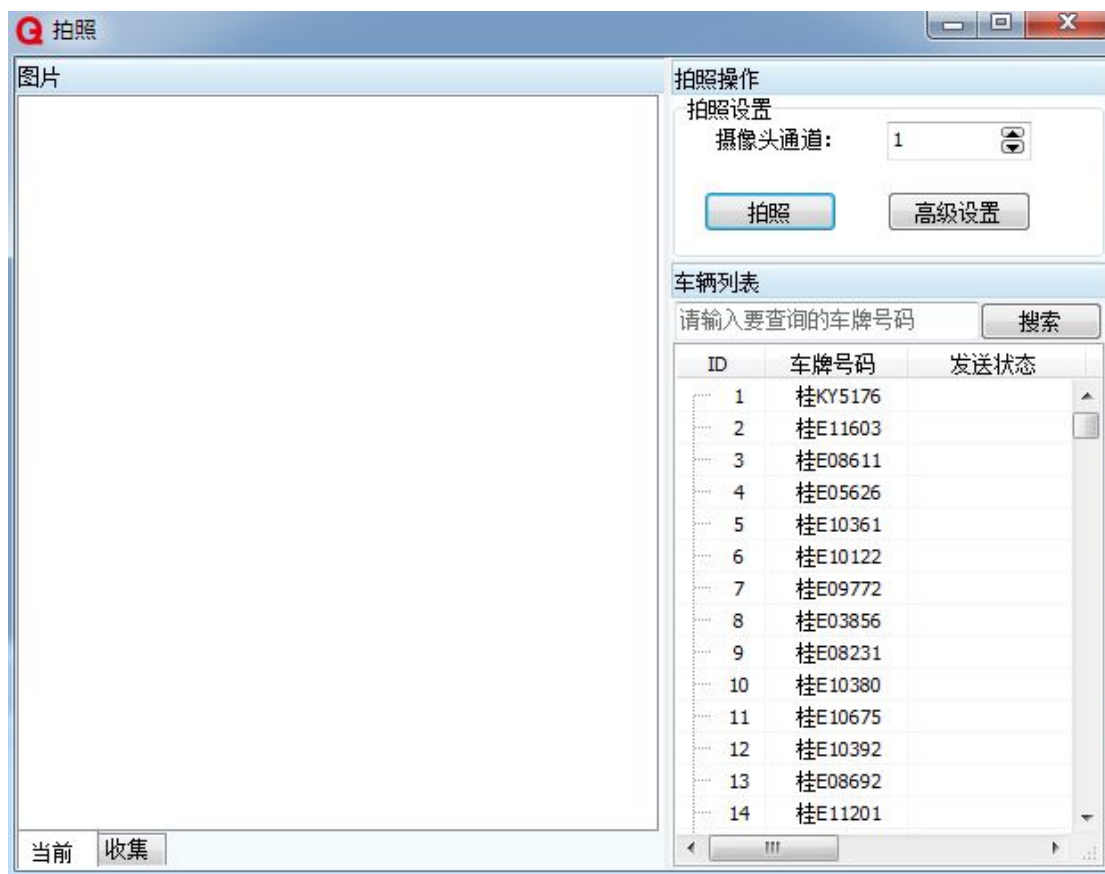 拍照
图片
拍照操作
拍照设置
摄像头通道: 1
拍照 高级设置
车辆列表
请输入要查询的车牌号码 搜索
ID 车牌号码 发送状态
1 桂KY5176
2 桂E11603
3 桂E08611
4 桂E05626
5 桂E10361
6 桂E10122
7 桂E09772
8 桂E03856
9 桂E08231
10 桂E10380
11 桂E10675
12 桂E10392
13 桂E08692
14 桂E11201
当前 收集